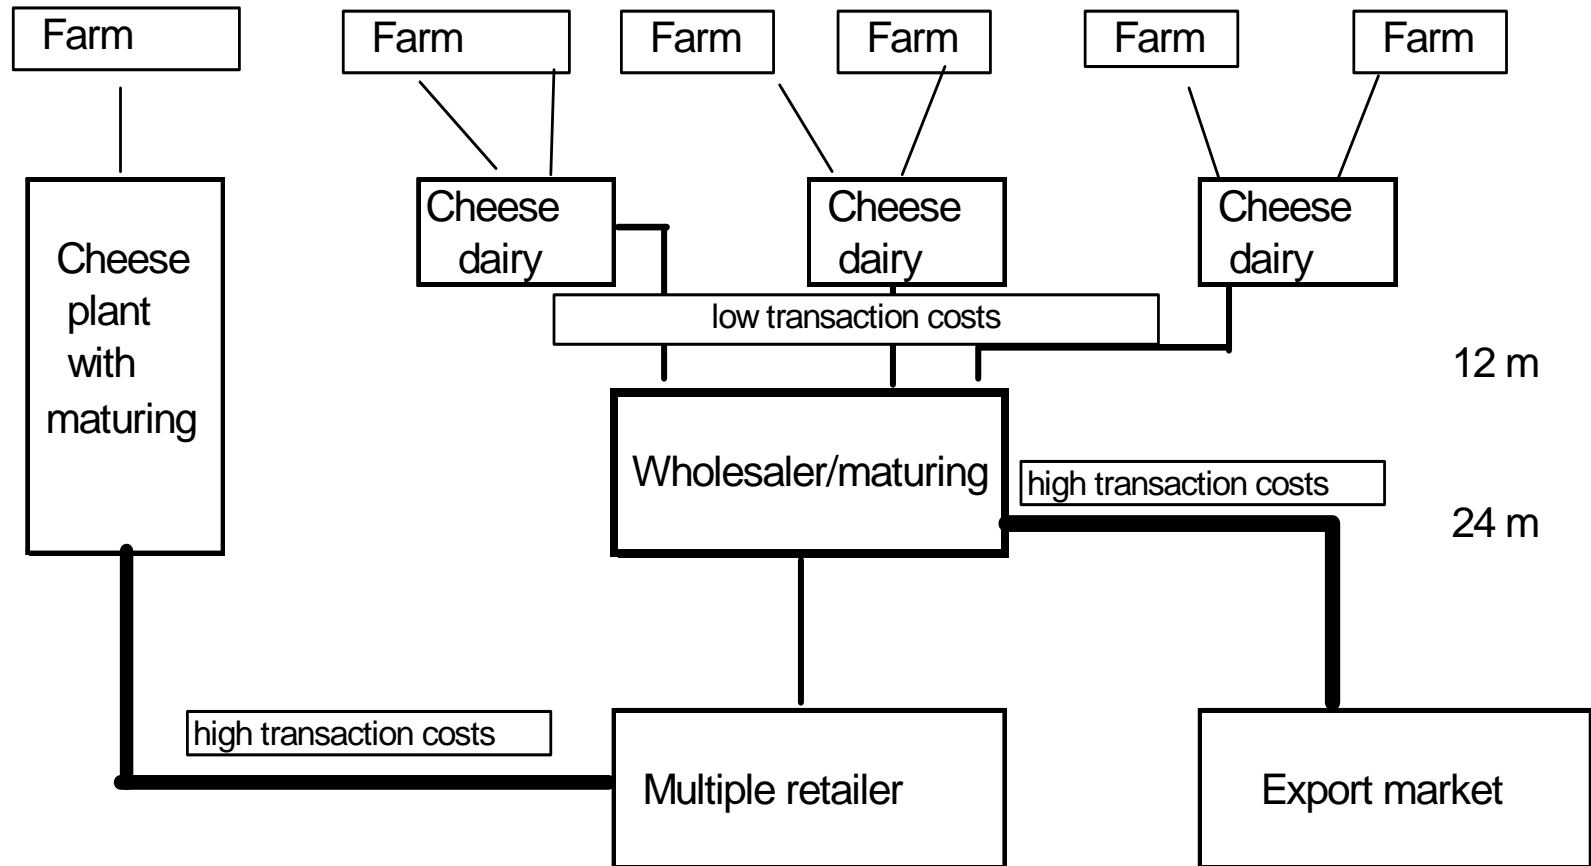 Farm
Farm
Farm
Farm
Farm
Farm
Cheese
plant
with
maturing
Cheese
dairy
Cheese
dairy
Cheese
dairy
low transaction costs
12 m
Wholesaler/maturing
high transaction costs
24 m
high transaction costs
Multiple retailer
Export market